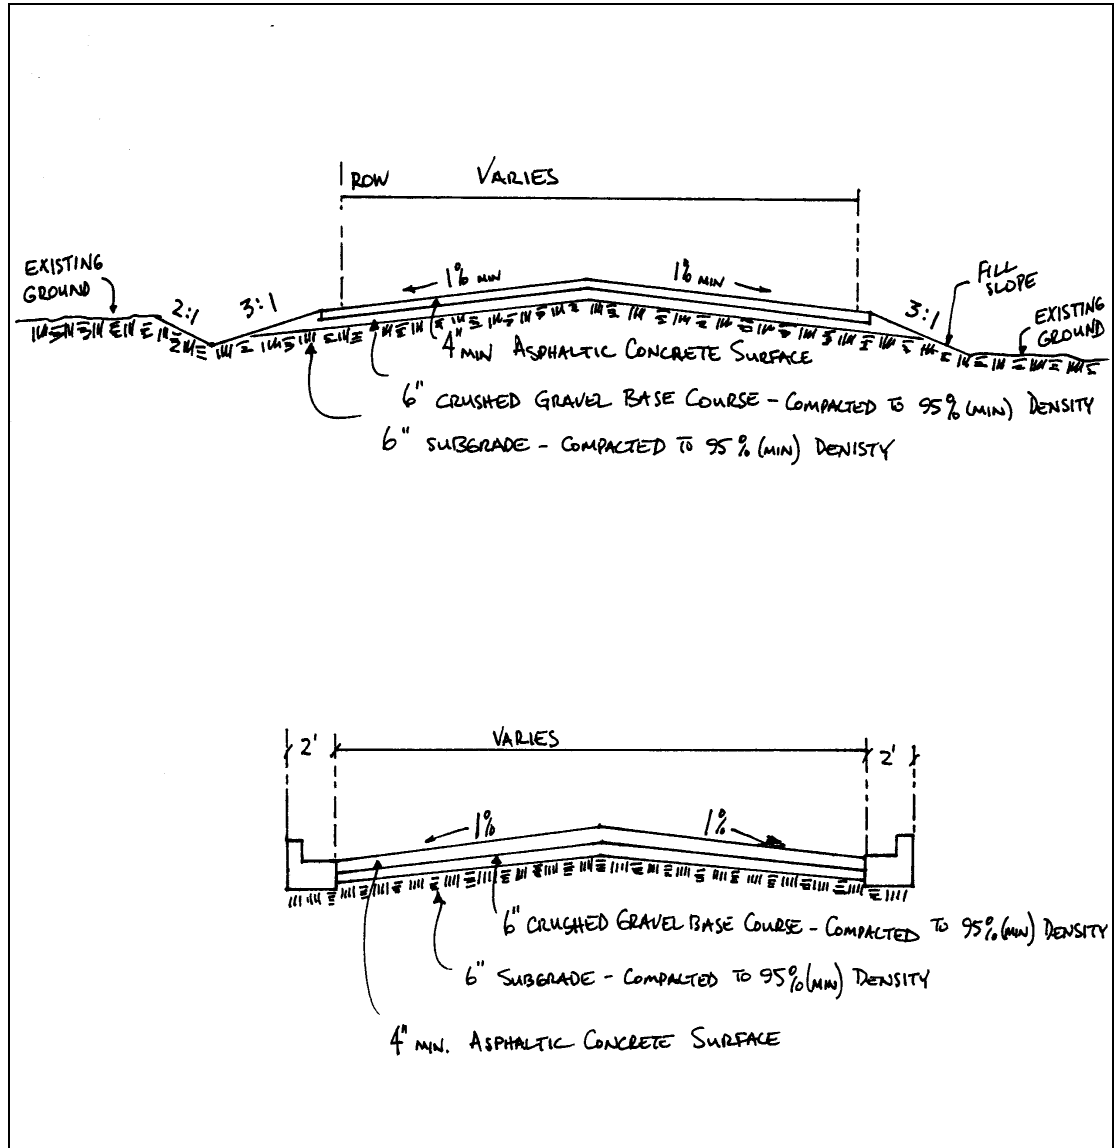 ROW VARIES
EXISTING
GROUND
2:1
3:1
1% MIN
1% MIN
FILL
SLOPE
3:1
EXISTING
GROUND
4" MIN ASPHALTIC CONCRETE SURFACE
6" CRUSHED GRAVEL BASE COURSE - COMPACTED TO 95% (MIN) DENSITY
6" SUBGRADE - COMPACTED TO 95% (MIN) DENISTY
2'
VARIES
2'
1%
1%
6" CRUSHED GRAVEL BASE COURSE - COMPACTED TO 95% (MIN) DENSITY
6" SUBGRADE - COMPACTED TO 95% (MIN) DENSITY
4" MIN. ASPHALTIC CONCRETE SURFACE